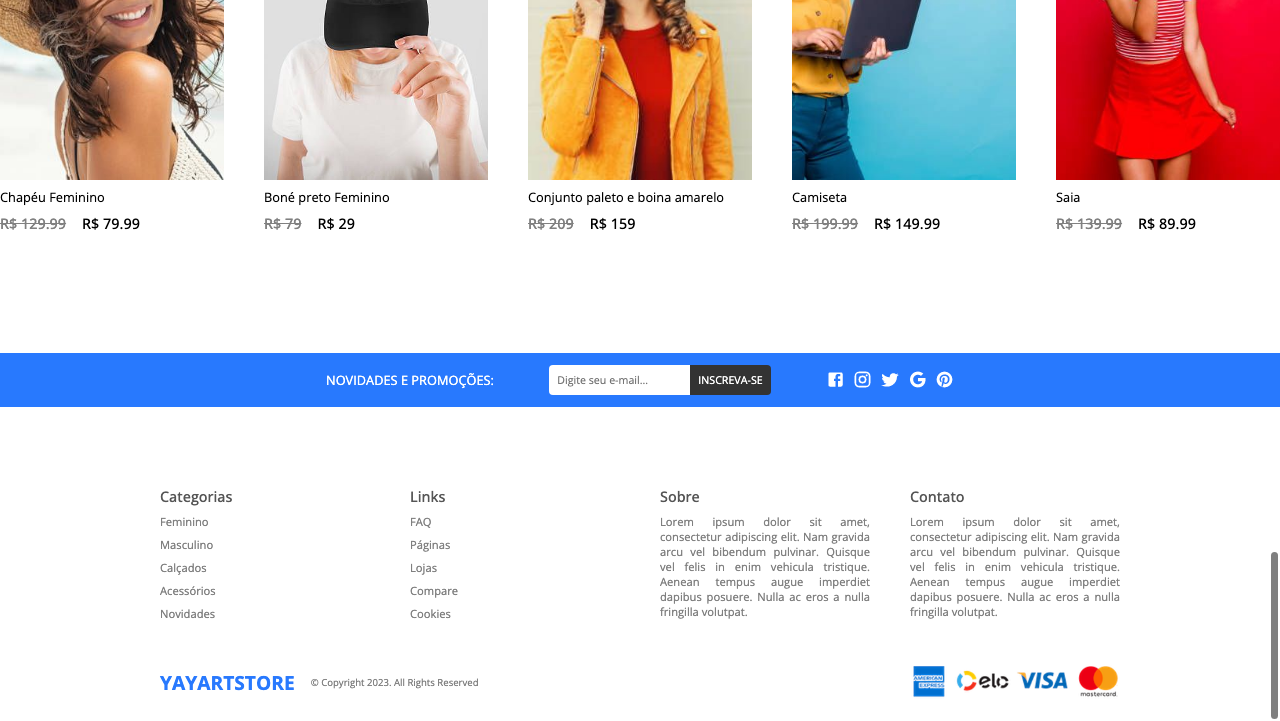 Chapéu Feminino
R$ 129.99 R$ 79.99
Boné preto Feminino
R$ 79 R$ 29
Conjunto paleto e boina amarelo
R$ 209 R$ 159
Camiseta
R$ 199.99 R$ 149.99
Saia
R$ 139.99 R$ 89.99
NOVIDADES E PROMOÇÕES:
Digite seu e-mail...
INSCREVA-SE
Categorias
Feminino
Masculino
Calçados
Acessórios
Novidades
Links
FAQ
Páginas
Lojas
Compare
Cookies
Sobre
Lorem ipsum dolor sit amet,
consectetur adipiscing elit. Nam gravida
arcu vel bibendum pulvinar. Quisque
vel felis in enim vehicula tristique.
Aenean tempus augue imperdiet
dapibus posuere. Nulla ac eros a nulla
fringilla volutpat.
Contato
Lorem ipsum dolor sit amet,
consectetur adipiscing elit. Nam gravida
arcu vel bibendum pulvinar. Quisque
vel felis in enim vehicula tristique.
Aenean tempus augue imperdiet
dapibus posuere. Nulla ac eros a nulla
fringilla volutpat.
YAYARTSTORE
© Copyright 2023. All Rights Reserved
AMERICAN
EXPRESS
elo
VISA
mastercard